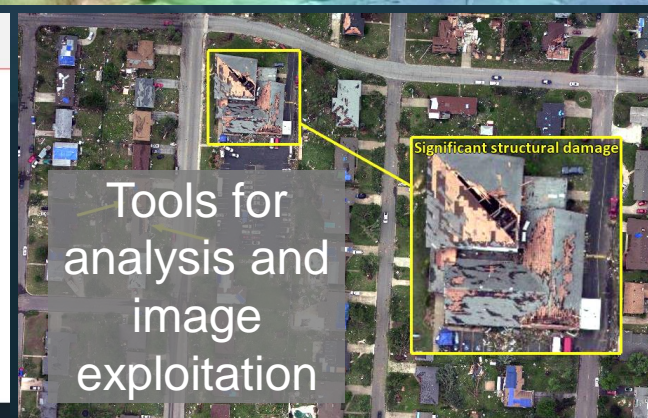 Significant structural damage
Tools for
analysis and
image
exploitation